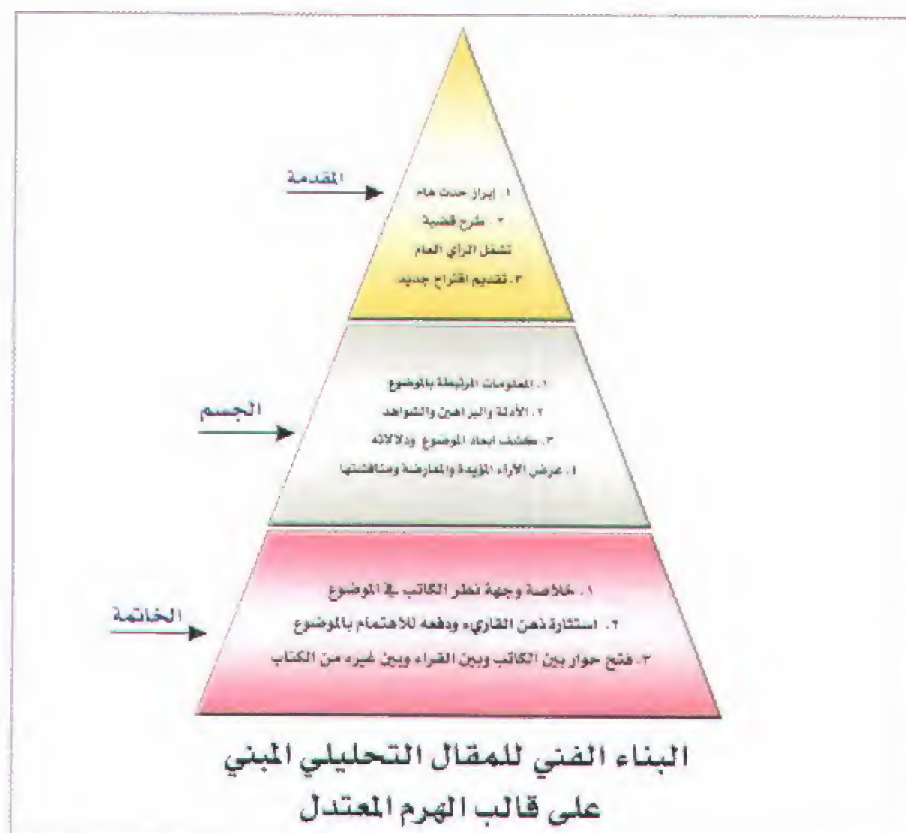 المقدمة
١. إبراز حدث هام
٢. طرح قضية
تشغل الرأي العام
٣. تقديم اقتراح جديد
الجسم
١. المعلومات المرتبطة بالموضوع
٢. الأدلة والبراهين والشواهد
٣. كشف ابعاد الموضوع ودلالاته
٤. عرض الآراء المؤيدة والمعارضة ومناقشتها
الخاتمة
١. خلاصة وجهة نظر الكاتب في الموضوع
٢. استثارة ذهن القاريء ودفعه للاهتمام بالموضوع
٣. فتح حوار بين الكاتب وبين القراء وبين غيره من الكتاب
البناء الفني للمقال التحليلي المبني
على قالب الهرم المعتدل